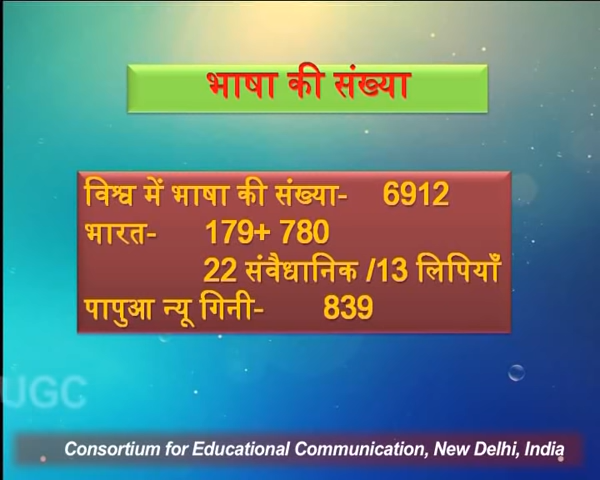 भाषा की संख्या
विश्व में भाषा की संख्या- 6912
भारत- 179+ 780
22 संवैधानिक /13 लिपियाँ
पापुआ न्यू गिनी- 839
UGC
Consortium for Educational Communication, New Delhi, India